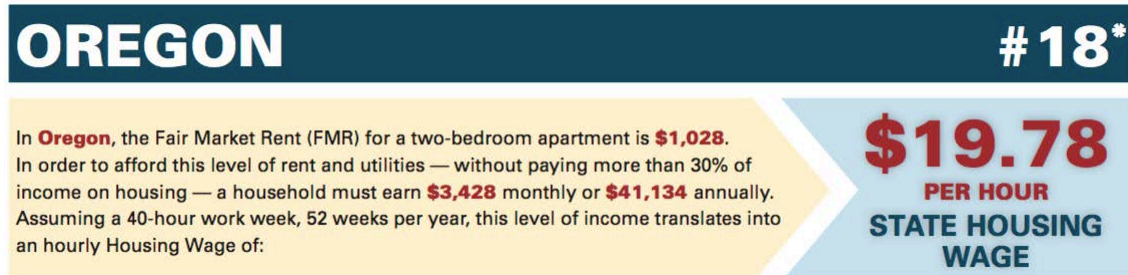 OREGON
#18*
In Oregon, the Fair Market Rent (FMR) for a two-bedroom apartment is $1,028.
In order to afford this level of rent and utilities — without paying more than 30% of
income on housing — a household must earn $3,428 monthly or $41,134 annually.
Assuming a 40-hour work week, 52 weeks per year, this level of income translates into
an hourly Housing Wage of:
$19.78
PER HOUR
STATE HOUSING
WAGE